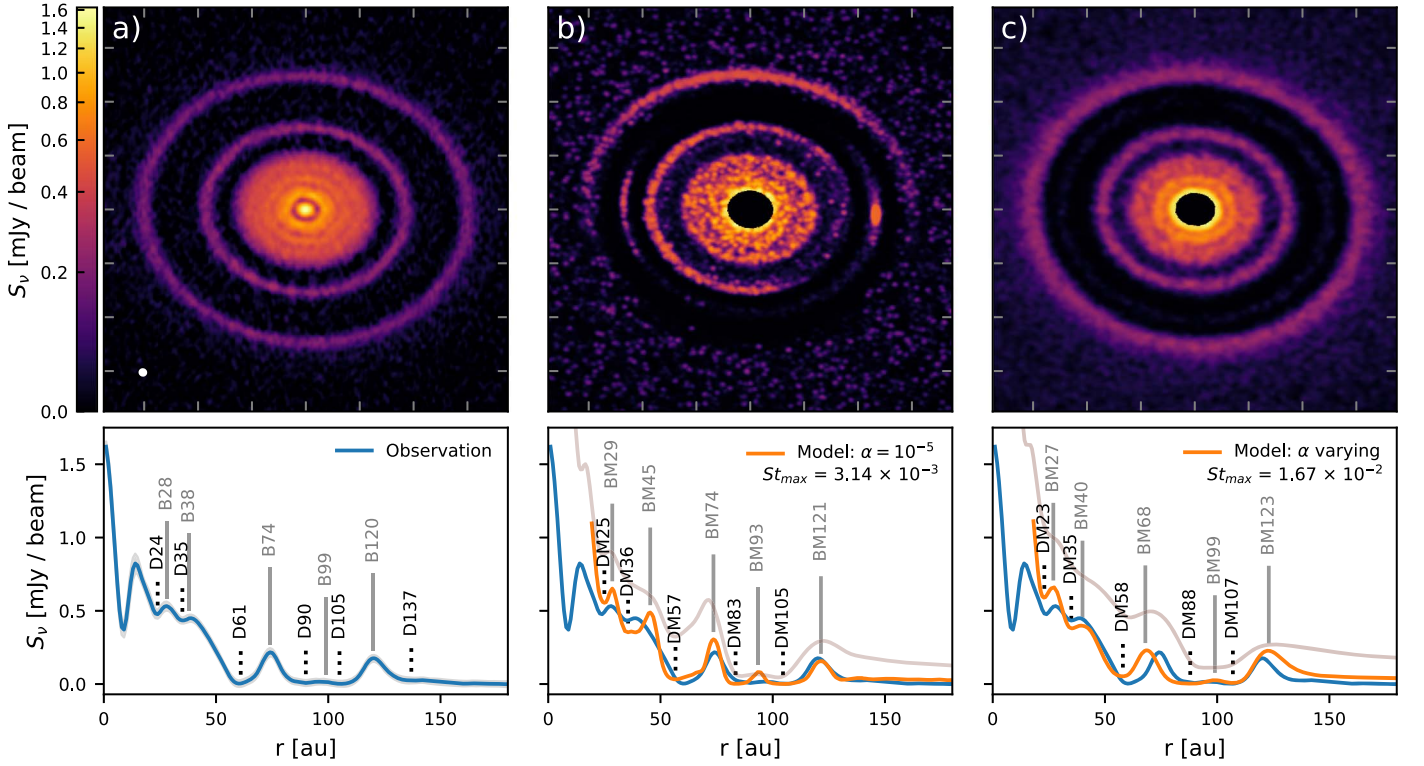 a)
b)
c)
1.6
1.4
1.2
1.0
0.8
0.6
0.4
0.2
0.0
S_ν [mJy / beam]
Observation
B28
B38
B74
B99
B120
D24
D35
D61
D90
D105
D137
1.5
1.0
0.5
0.0
S_ν [mJy / beam]
0
50
100
150
r [au]
Model: α = 10⁻⁵
St_max = 3.14 × 10⁻³
BM29
BM45
BM74
BM93
BM121
DM25
DM36
DM57
DM83
DM105
0
50
100
150
r [au]
Model: α varying
St_max = 1.67 × 10⁻²
BM27
BM40
BM68
BM99
BM123
DM23
DM35
DM58
DM88
DM107
0
50
100
150
r [au]